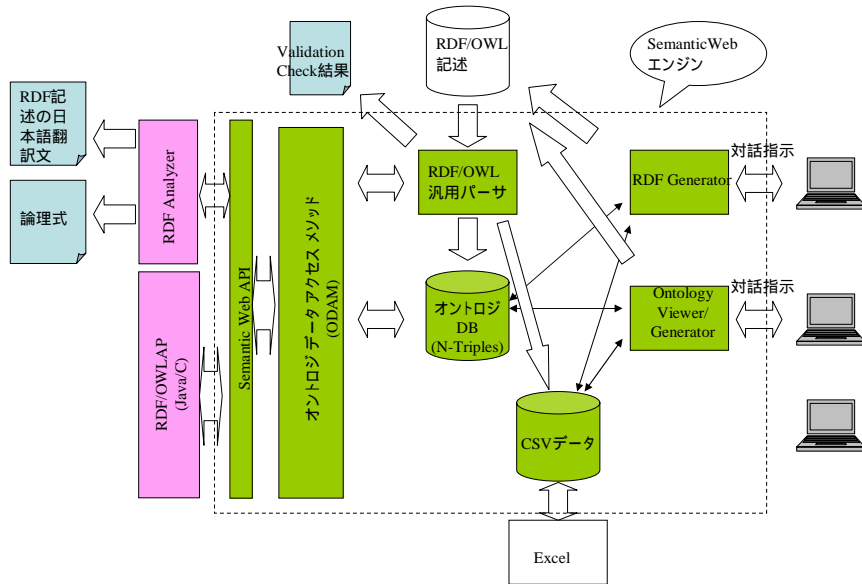 Validation
Check結果
RDF/OWL
記述
SemanticWeb
エンジン
RDF記
述の日
本語翻
訳文
論理式
RDF Analyzer
RDF/OWLAP
(Java/C)
Semantic Web API
オントロジ データ アクセス メソッド
(ODAM)
RDF/OWL
汎用パーサ
オントロジ
DB
(N-Triples)
CSVデータ
Excel
RDF Generator
対話指示
Ontology
Viewer/
Generator
対話指示